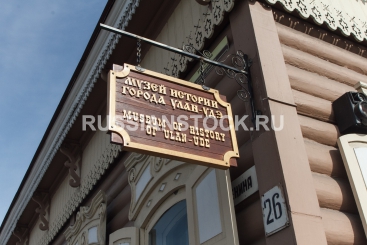 МУЗЕЙ ИСТОРИИ
ГОРОДА УЛАН-УДЭ
MUSEUM OF HISTORY
OF ULAN-UDE
RUSSIANSTOCK.RU
26